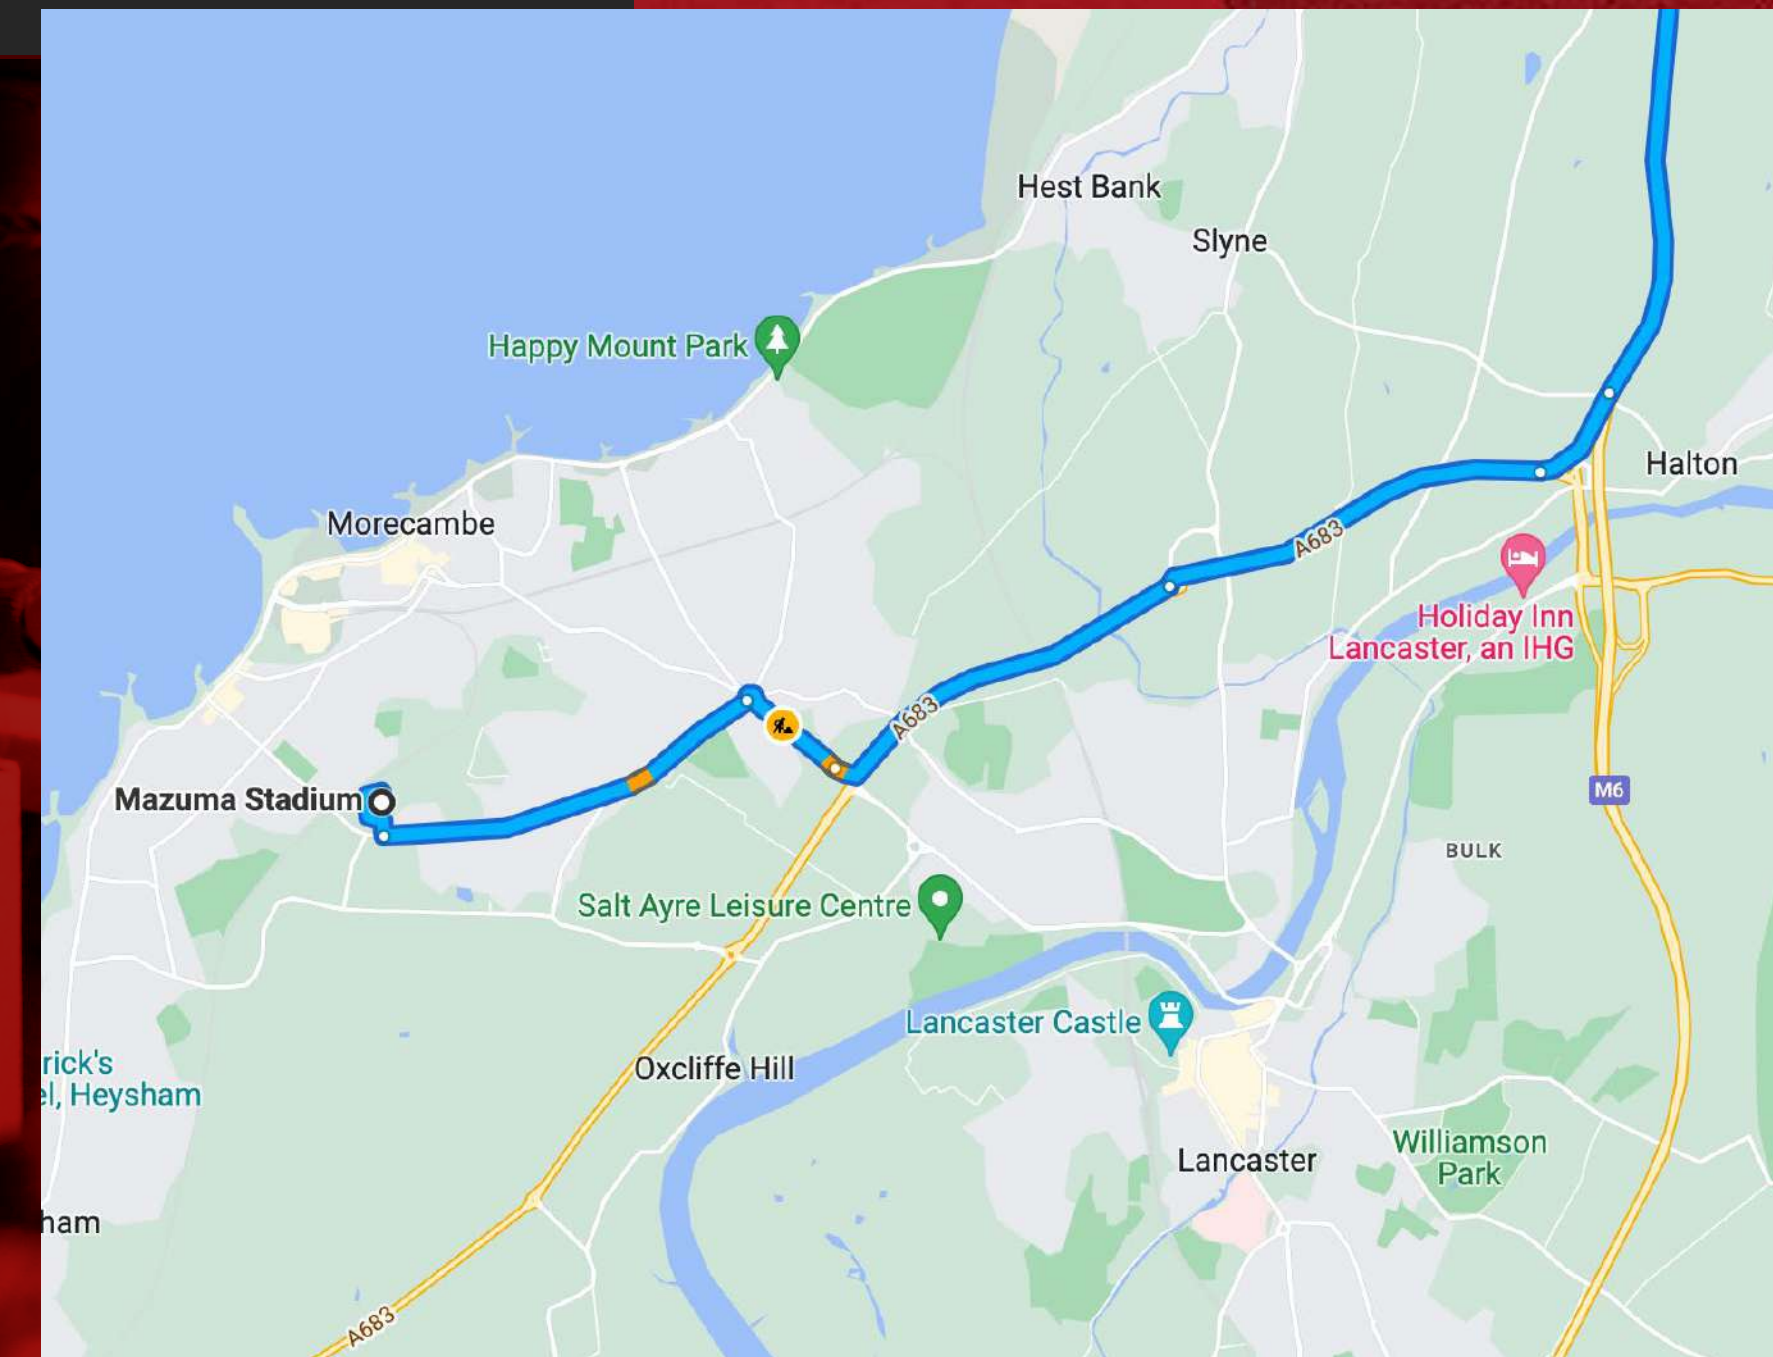 Hest Bank
Slyne
Happy Mount Park
Halton
Morecambe
A683
Holiday Inn
Lancaster, an IHG
A683
Mazuma Stadium
M6
BULK
Salt Ayre Leisure Centre
Lancaster Castle
rick's
el, Heysham
Oxcliffe Hill
Williamson
Park
Lancaster
ham
A683